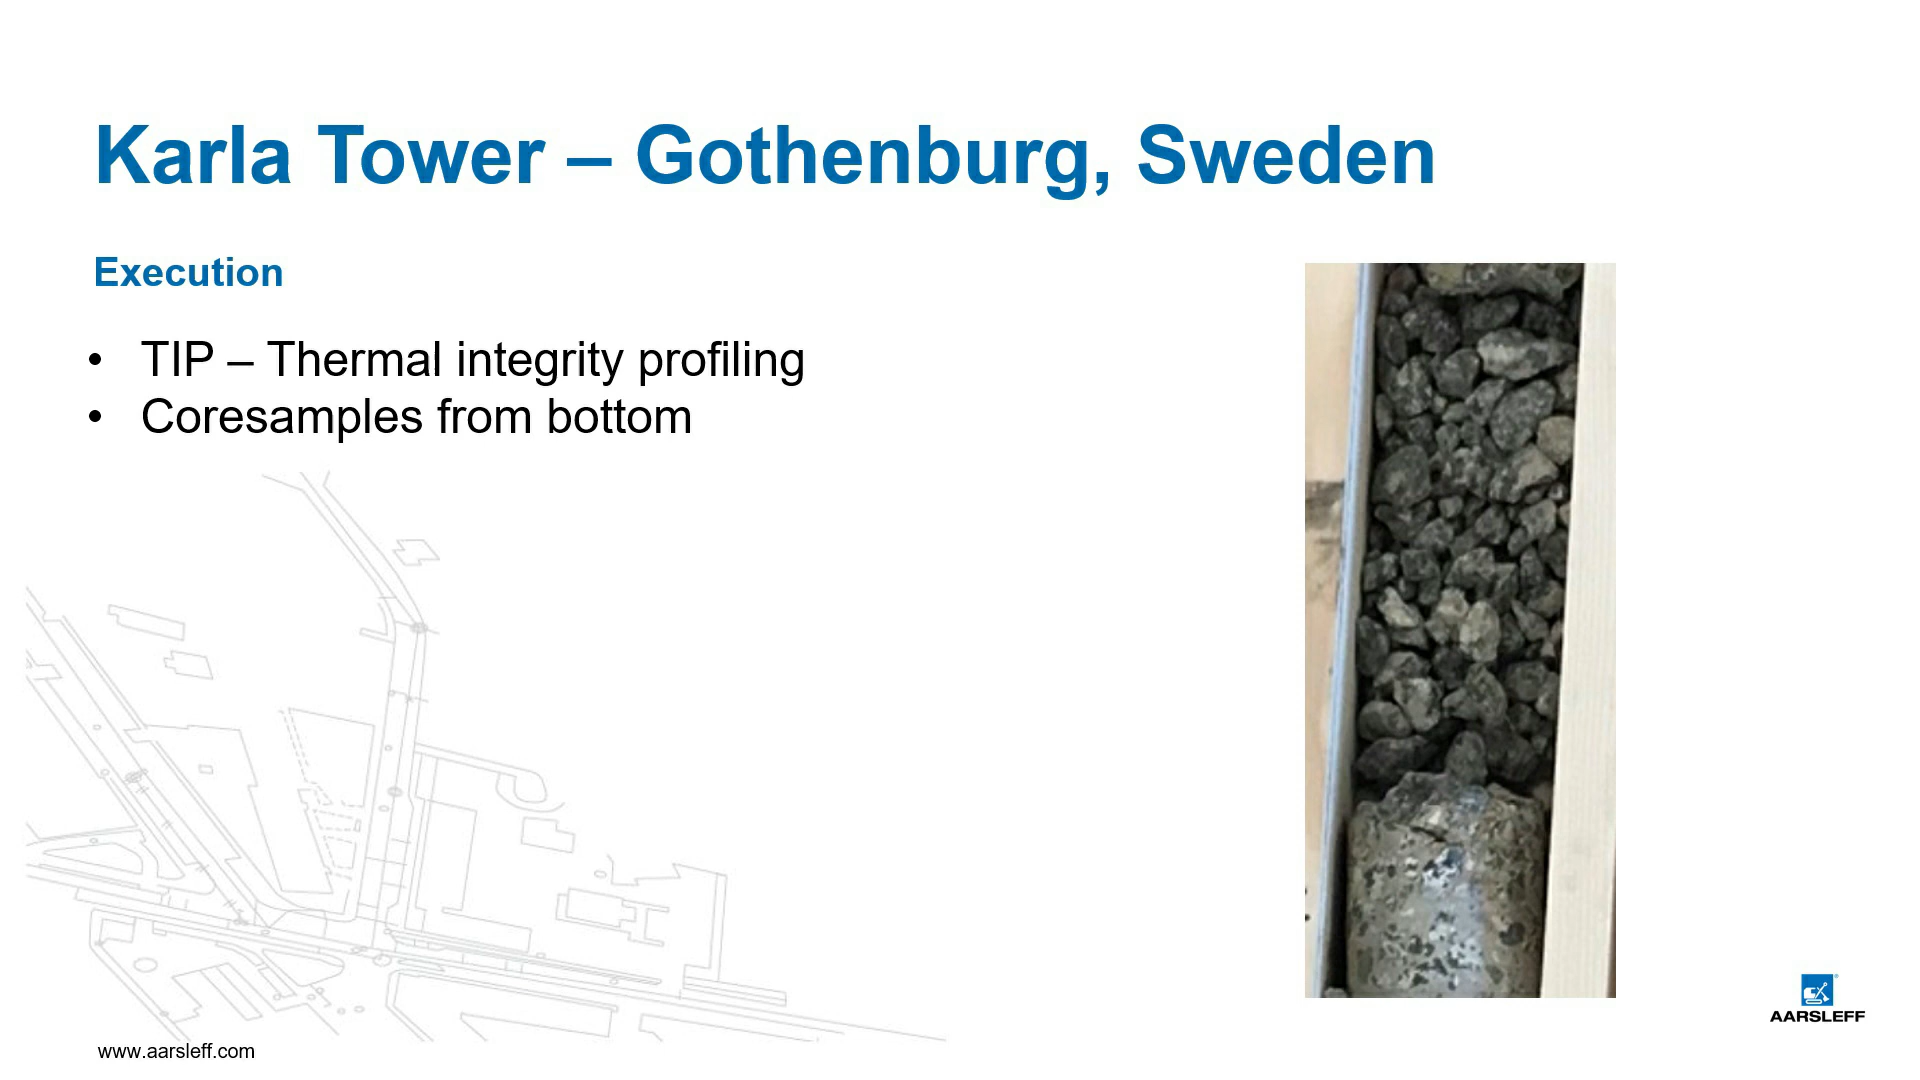 Karla Tower – Gothenburg, Sweden
Execution
• TIP – Thermal integrity profiling
• Coresamples from bottom
www.aarsleff.com
AARSLEFF